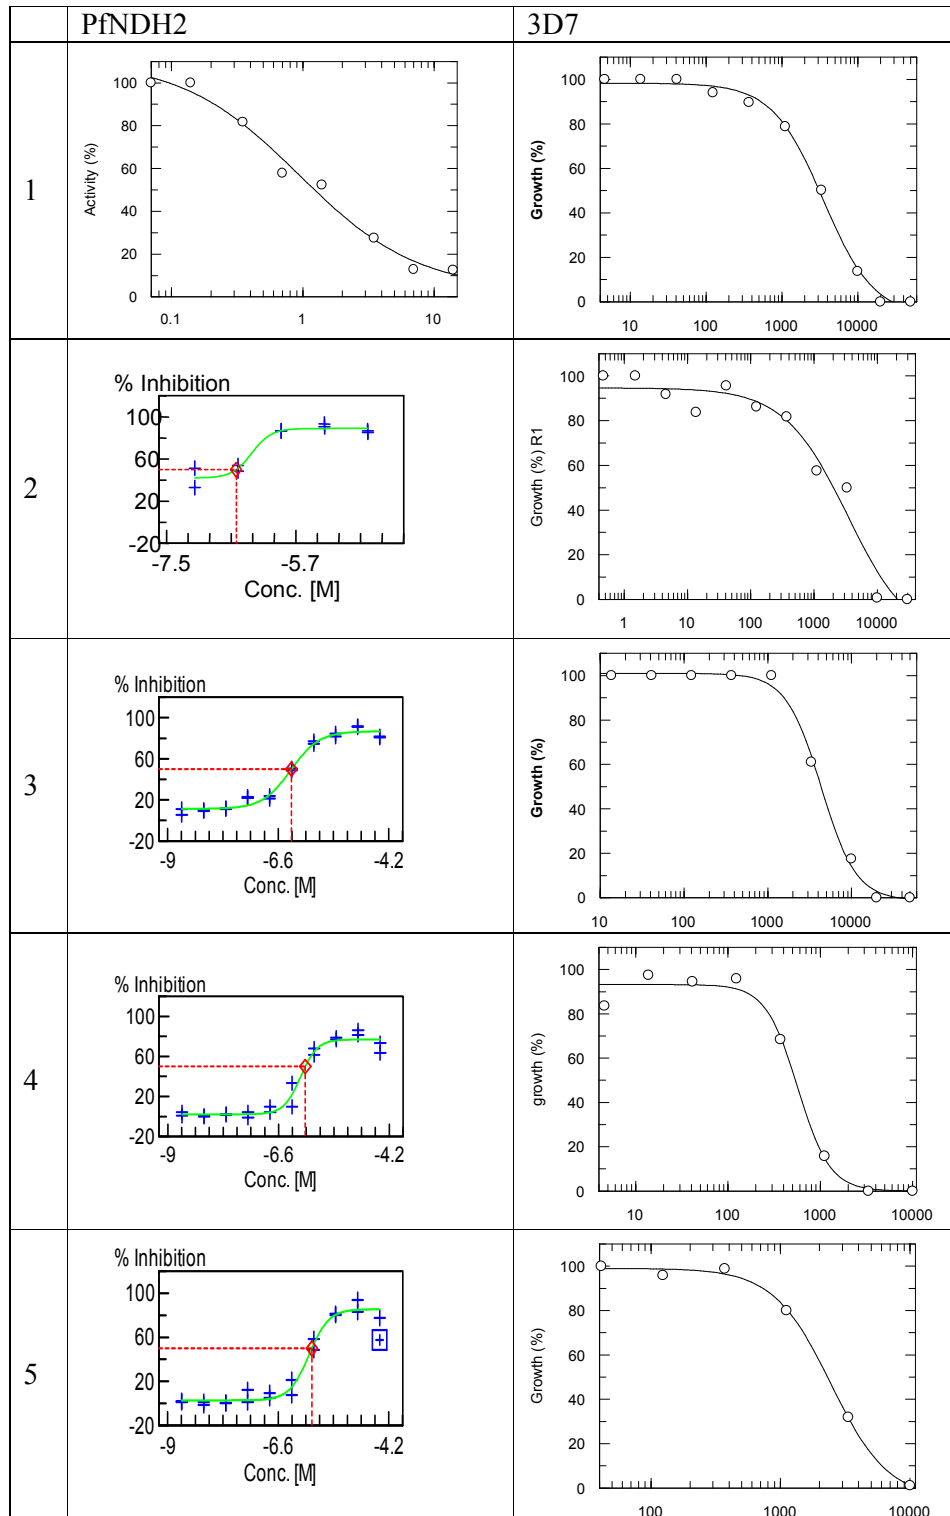 PfNDH2 3D7
1
Activity (%)
100
80
60
40
20
0
0.1 1 10
Growth (%)
100
80
60
40
20
0
10 100 1000 10000
2
% Inhibition
100
60
20
-20
-7.5 -5.7
Conc. [M]
Growth (%) R1
100
80
60
40
20
0
1 10 100 1000 10000
3
% Inhibition
100
60
20
-20
-9 -6.6 -4.2
Conc. [M]
Growth (%)
100
80
60
40
20
0
10 100 1000 10000
4
% Inhibition
100
60
20
-20
-9 -6.6 -4.2
Conc. [M]
growth (%)
100
80
60
40
20
0
10 100 1000 10000
5
% Inhibition
100
60
20
-20
-9 -6.6 -4.2
Conc. [M]
Growth (%)
100
80
60
40
20
0
100 1000 10000